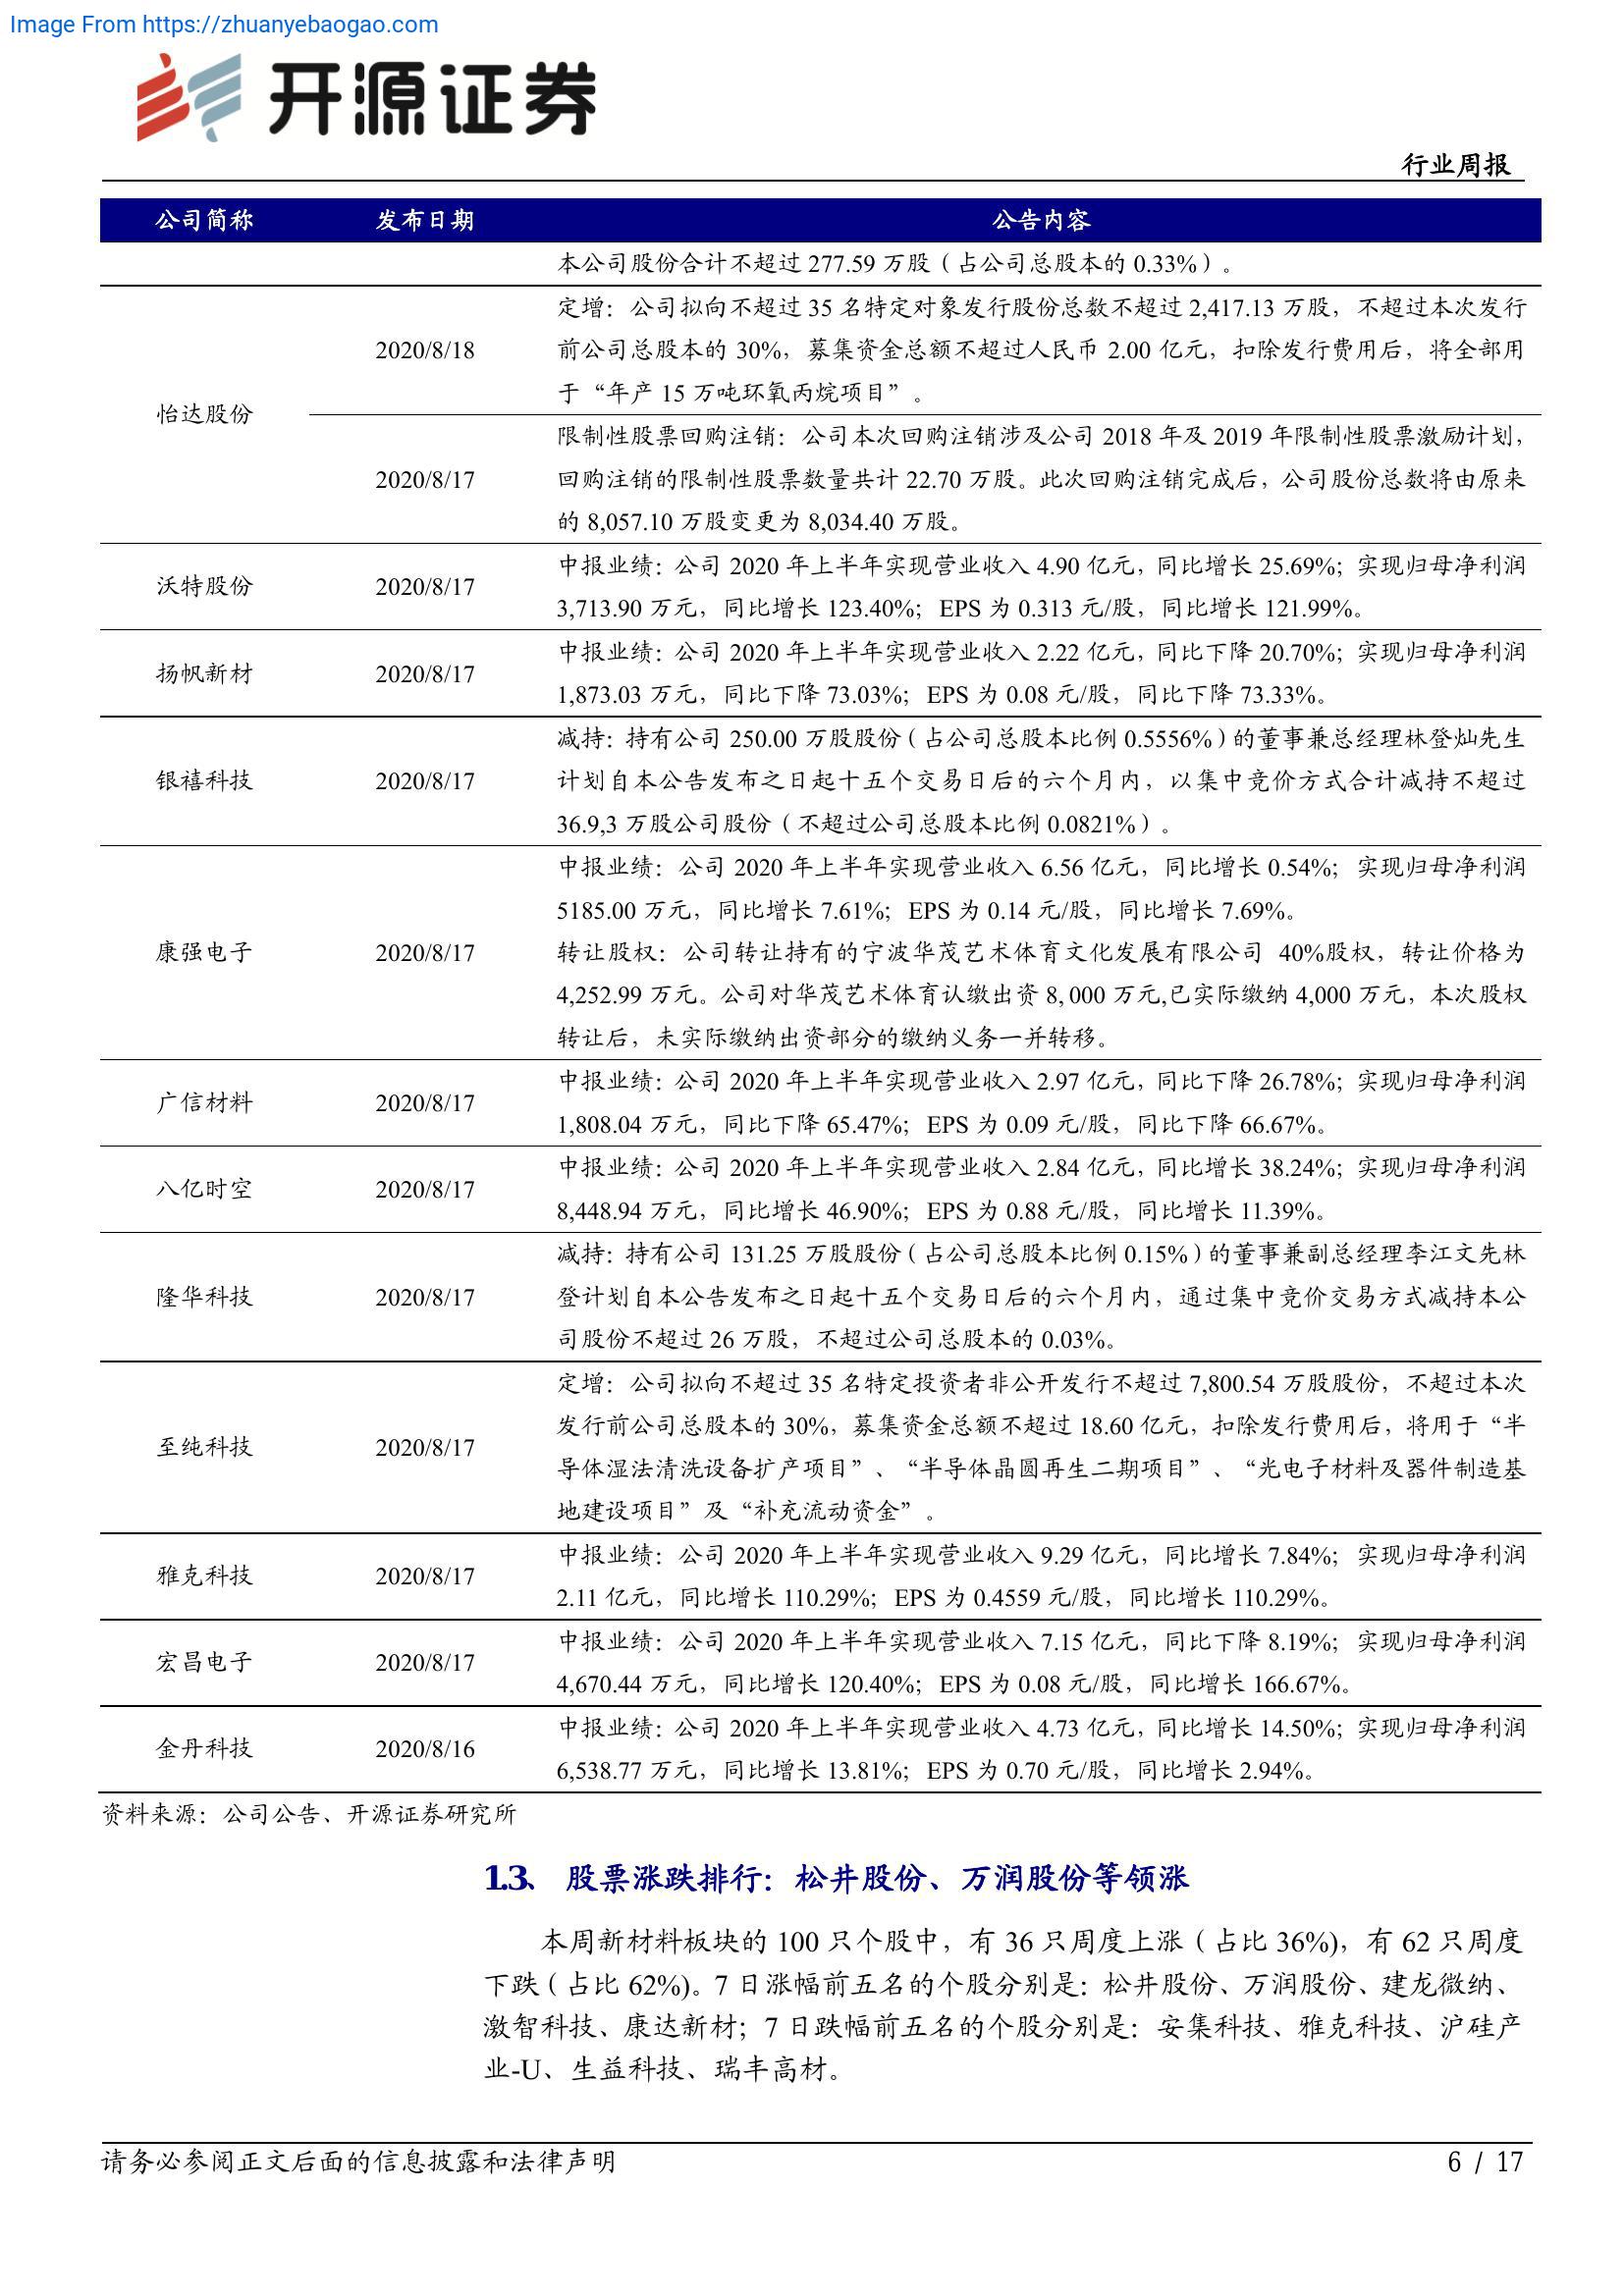 Image From https://zhuanyebaogao.com
开源证券
行业周报
公司简称 发布日期 公告内容
本公司股份合计不超过 277.59 万股（占公司总股本的 0.33%）。
怡达股份
2020/8/18
定增：公司拟向不超过 35 名特定对象发行股份总数不超过 2,417.13 万股，不超过本次发行
前公司总股本的 30%，募集资金总额不超过人民币 2.00 亿元，扣除发行费用后，将全部用
于“年产 15 万吨环氧丙烷项目”。
2020/8/17
限制性股票回购注销：公司本次回购注销涉及公司 2018 年及 2019 年限制性股票激励计划，
回购注销的限制性股票数量共计 22.70 万股。此次回购注销完成后，公司股份总数将由原来
的 8,057.10 万股变更为 8,034.40 万股。
沃特股份 2020/8/17
中报业绩：公司 2020 年上半年实现营业收入 4.90 亿元，同比增长 25.69%；实现归母净利润
3,713.90 万元，同比增长 123.40%；EPS 为 0.313 元/股，同比增长 121.99%。
扬帆新材 2020/8/17
中报业绩：公司 2020 年上半年实现营业收入 2.22 亿元，同比下降 20.70%；实现归母净利润
1,873.03 万元，同比下降 73.03%；EPS 为 0.08 元/股，同比下降 73.33%。
银禧科技 2020/8/17
减持：持有公司 250.00 万股股份（占公司总股本比例 0.5556%）的董事兼总经理林登灿先生
计划自本公告发布之日起十五个交易日后的六个月内，以集中竞价方式合计减持不超过
36.9,3 万股公司股份（不超过公司总股本比例 0.0821%）。
康强电子 2020/8/17
中报业绩：公司 2020 年上半年实现营业收入 6.56 亿元，同比增长 0.54%；实现归母净利润
5185.00 万元，同比增长 7.61%；EPS 为 0.14 元/股，同比增长 7.69%。
转让股权：公司转让持有的宁波华茂艺术体育文化发展有限公司 40%股权，转让价格为
4,252.99 万元。公司对华茂艺术体育认缴出资 8, 000 万元,已实际缴纳 4,000 万元，本次股权
转让后，未实际缴纳出资部分的缴纳义务一并转移。
广信材料 2020/8/17
中报业绩：公司 2020 年上半年实现营业收入 2.97 亿元，同比下降 26.78%；实现归母净利润
1,808.04 万元，同比下降 65.47%；EPS 为 0.09 元/股，同比下降 66.67%。
八亿时空 2020/8/17
中报业绩：公司 2020 年上半年实现营业收入 2.84 亿元，同比增长 38.24%；实现归母净利润
8,448.94 万元，同比增长 46.90%；EPS 为 0.88 元/股，同比增长 11.39%。
隆华科技 2020/8/17
减持：持有公司 131.25 万股股份（占公司总股本比例 0.15%）的董事兼副总经理李江文先林
登计划自本公告发布之日起十五个交易日后的六个月内，通过集中竞价交易方式减持本公
司股份不超过 26 万股，不超过公司总股本的 0.03%。
至纯科技 2020/8/17
定增：公司拟向不超过 35 名特定投资者非公开发行不超过 7,800.54 万股股份，不超过本次
发行前公司总股本的 30%，募集资金总额不超过 18.60 亿元，扣除发行费用后，将用于“半
导体湿法清洗设备扩产项目”、“半导体晶圆再生二期项目”、“光电子材料及器件制造基
地建设项目”及“补充流动资金”。
雅克科技 2020/8/17
中报业绩：公司 2020 年上半年实现营业收入 9.29 亿元，同比增长 7.84%；实现归母净利润
2.11 亿元，同比增长 110.29%；EPS 为 0.4559 元/股，同比增长 110.29%。
宏昌电子 2020/8/17
中报业绩：公司 2020 年上半年实现营业收入 7.15 亿元，同比下降 8.19%；实现归母净利润
4,670.44 万元，同比增长 120.40%；EPS 为 0.08 元/股，同比增长 166.67%。
金丹科技 2020/8/16
中报业绩：公司 2020 年上半年实现营业收入 4.73 亿元，同比增长 14.50%；实现归母净利润
6,538.77 万元，同比增长 13.81%；EPS 为 0.70 元/股，同比增长 2.94%。
资料来源：公司公告、开源证券研究所
1.3、 股票涨跌排行：松井股份、万润股份等领涨
本周新材料板块的 100 只个股中，有 36 只周度上涨（占比 36%)，有 62 只周度
下跌（占比 62%)。7 日涨幅前五名的个股分别是：松井股份、万润股份、建龙微纳、
激智科技、康达新材；7 日跌幅前五名的个股分别是：安集科技、雅克科技、沪硅产
业-U、生益科技、瑞丰高材。
请务必参阅正文后面的信息披露和法律声明 6 / 17